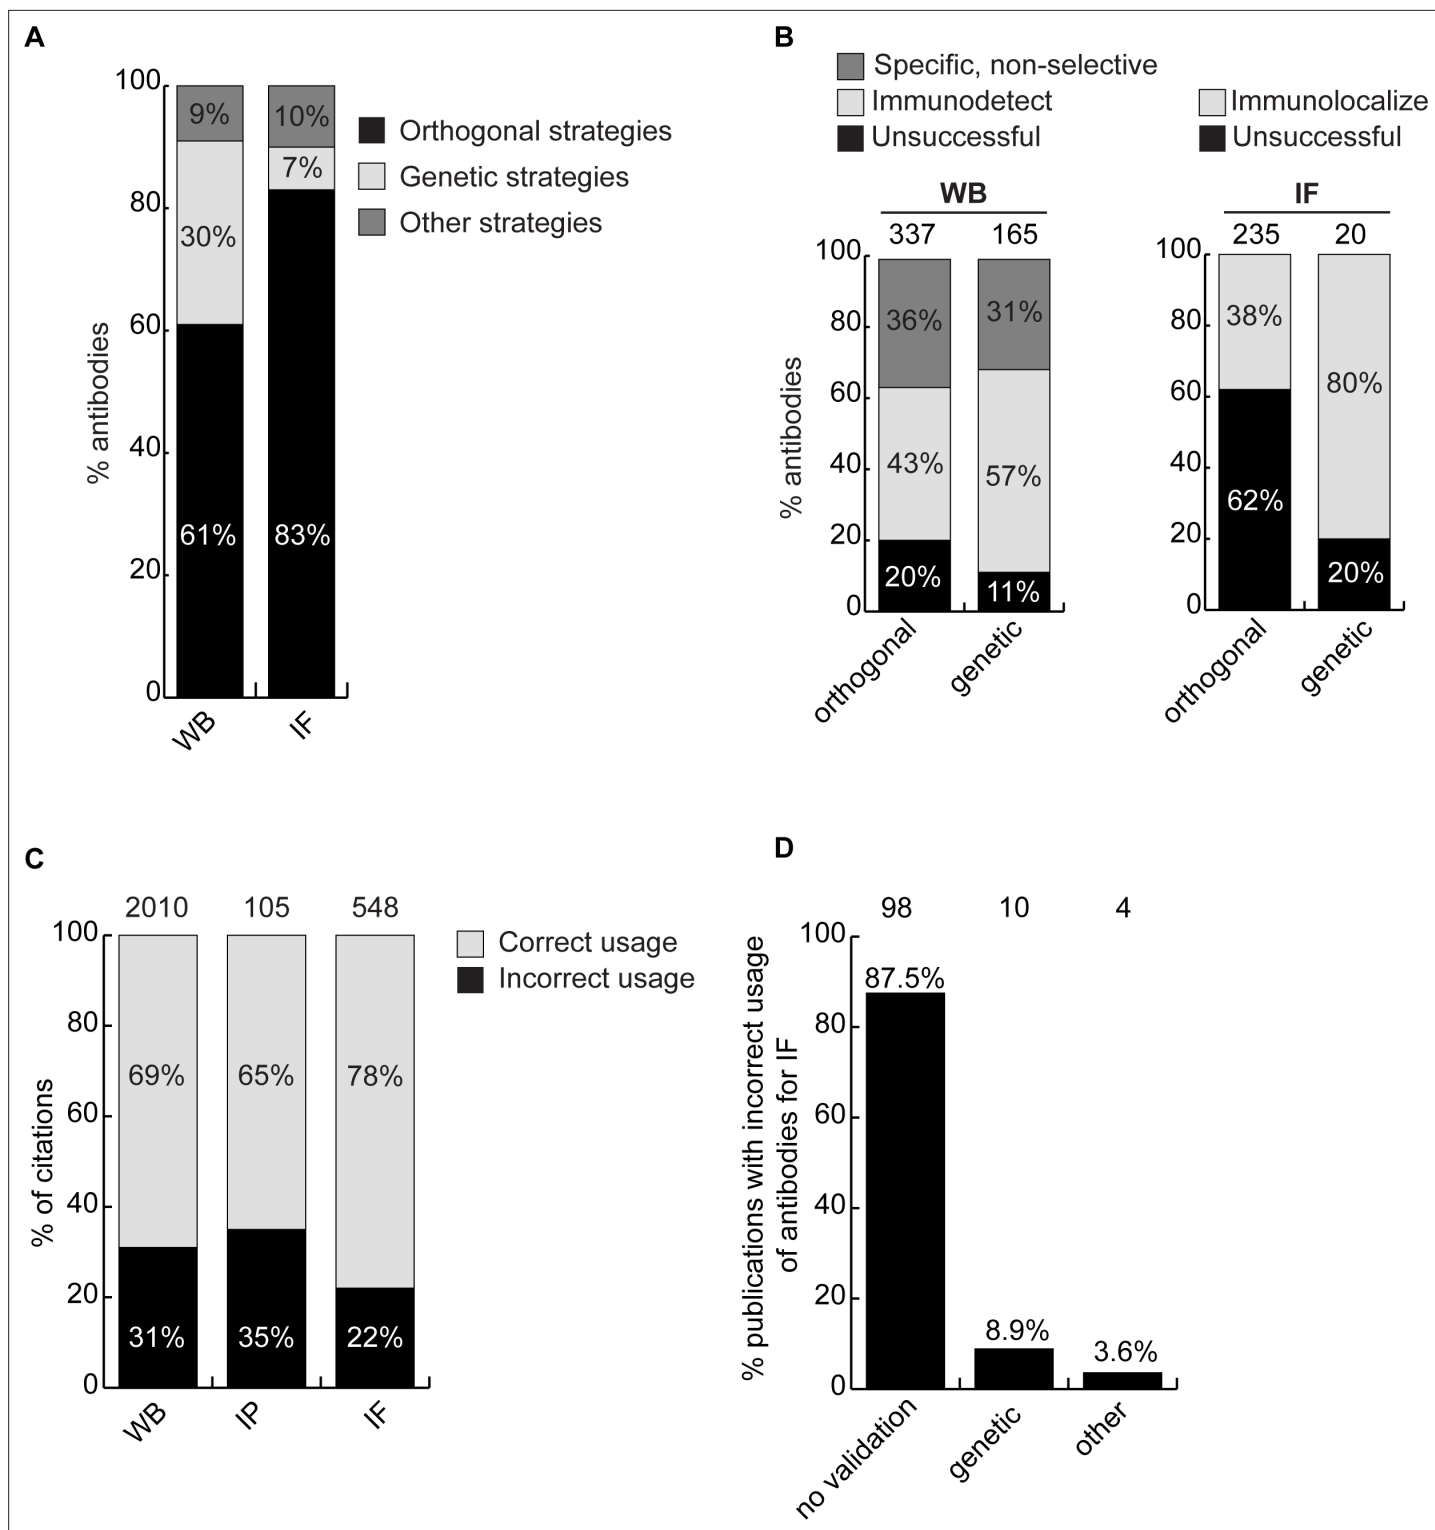 A
100
80
60
40
20
0
% antibodies
9%
30%
61%
10%
7%
83%
WB
IF
Orthogonal strategies
Genetic strategies
Other strategies
B
Specific, non-selective
Immunodetect
Unsuccessful
Immunolocalize
Unsuccessful
WB
337
165
100
80
60
40
20
0
% antibodies
36%
43%
20%
31%
57%
11%
orthogonal
genetic
IF
235
20
100
80
60
40
20
0
38%
62%
80%
20%
orthogonal
genetic
C
2010
105
548
100
80
60
40
20
0
% of citations
69%
31%
65%
35%
78%
22%
WB
IP
IF
Correct usage
Incorrect usage
D
98
10
4
100
80
60
40
20
0
% publications with incorrect usage
of antibodies for IF
87.5%
8.9%
3.6%
no validation
genetic
other